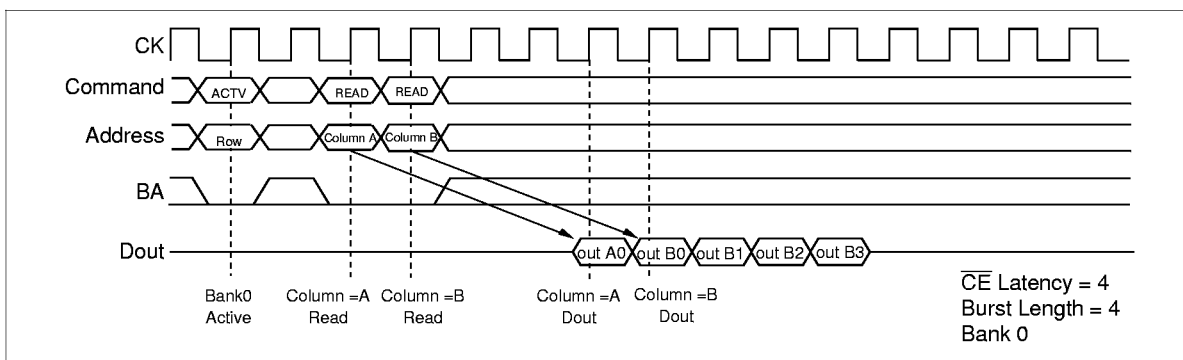 CK
Command ACTV READ READ
Address Row Column A Column B
BA
Dout out A0 out B0 out B1 out B2 out B3
Bank0 Column =A Column =B Column =A Column =B
Active Read Read Dout Dout
CE Latency = 4
Burst Length = 4
Bank 0